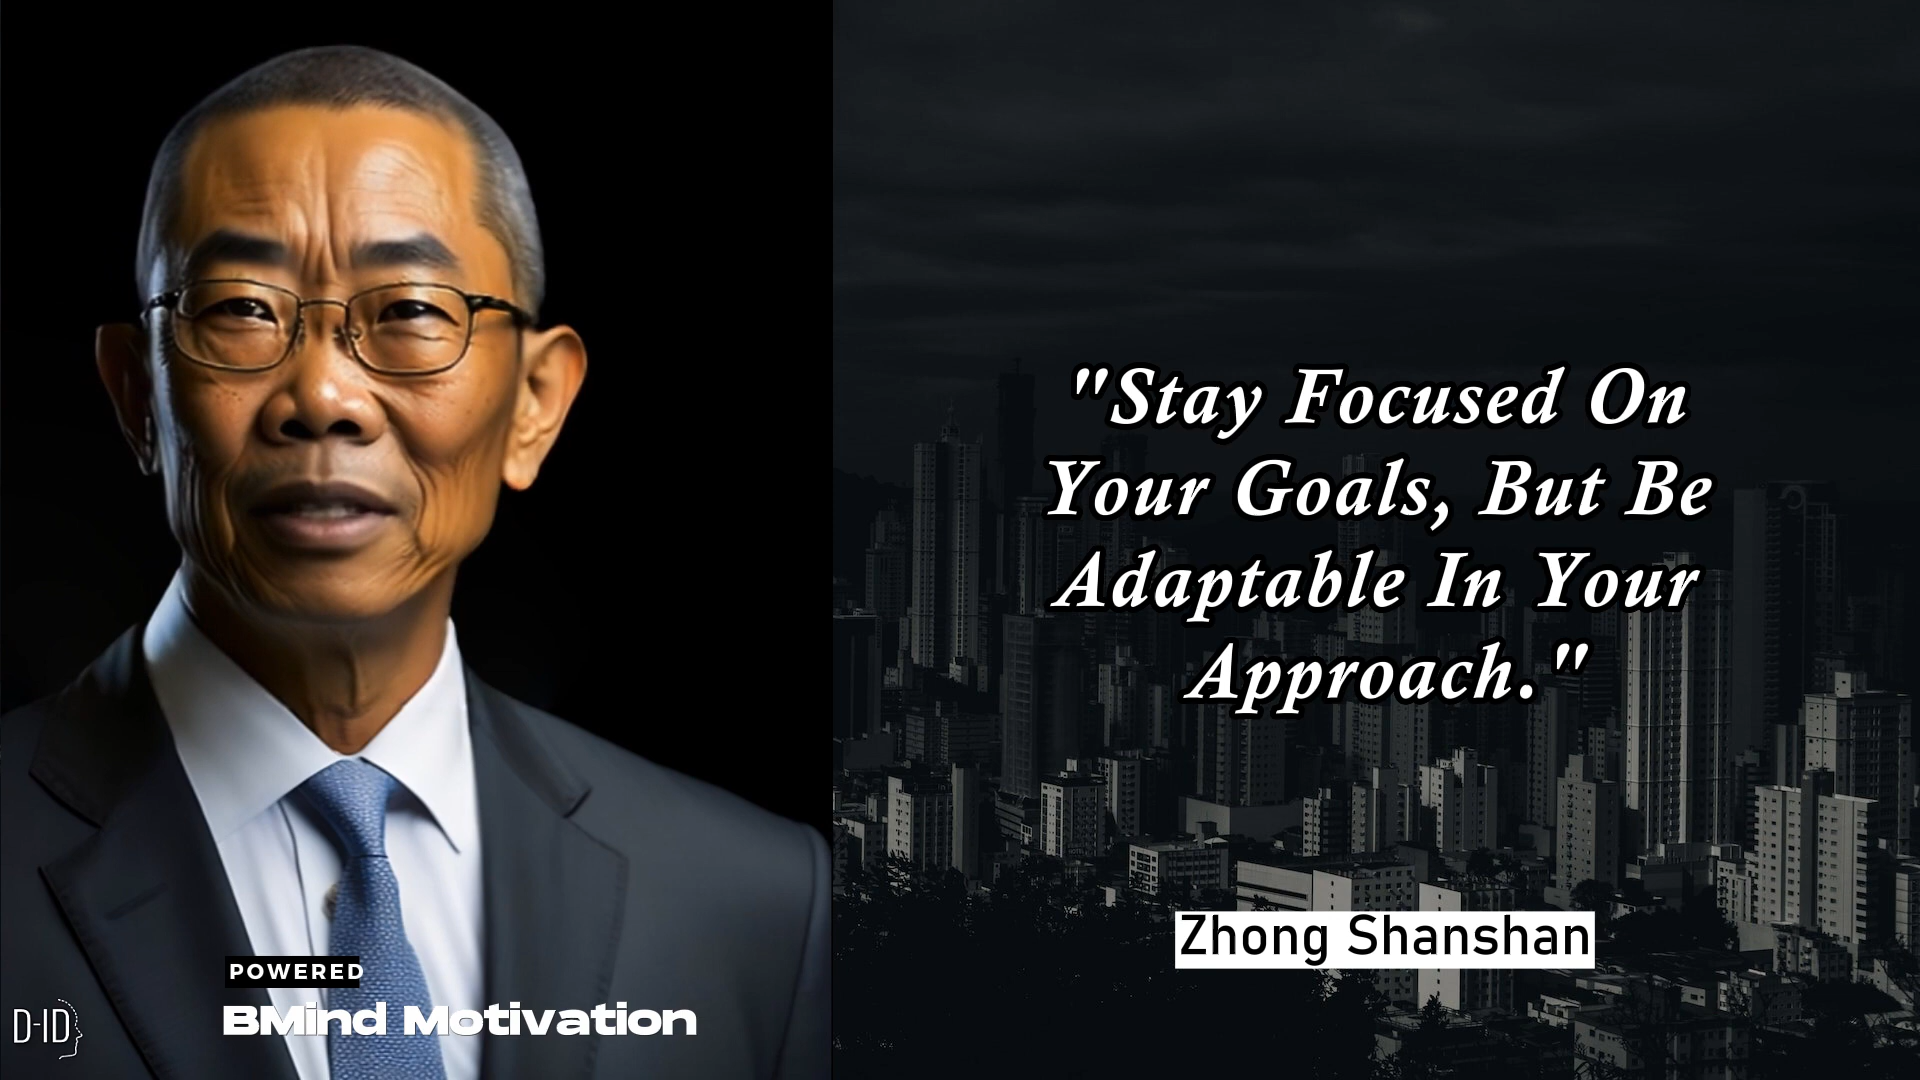 "Stay Focused On
Your Goals, But Be
Adaptable In Your
Approach."
Zhong Shanshan
POWERED
BMind Motivation
D-ID